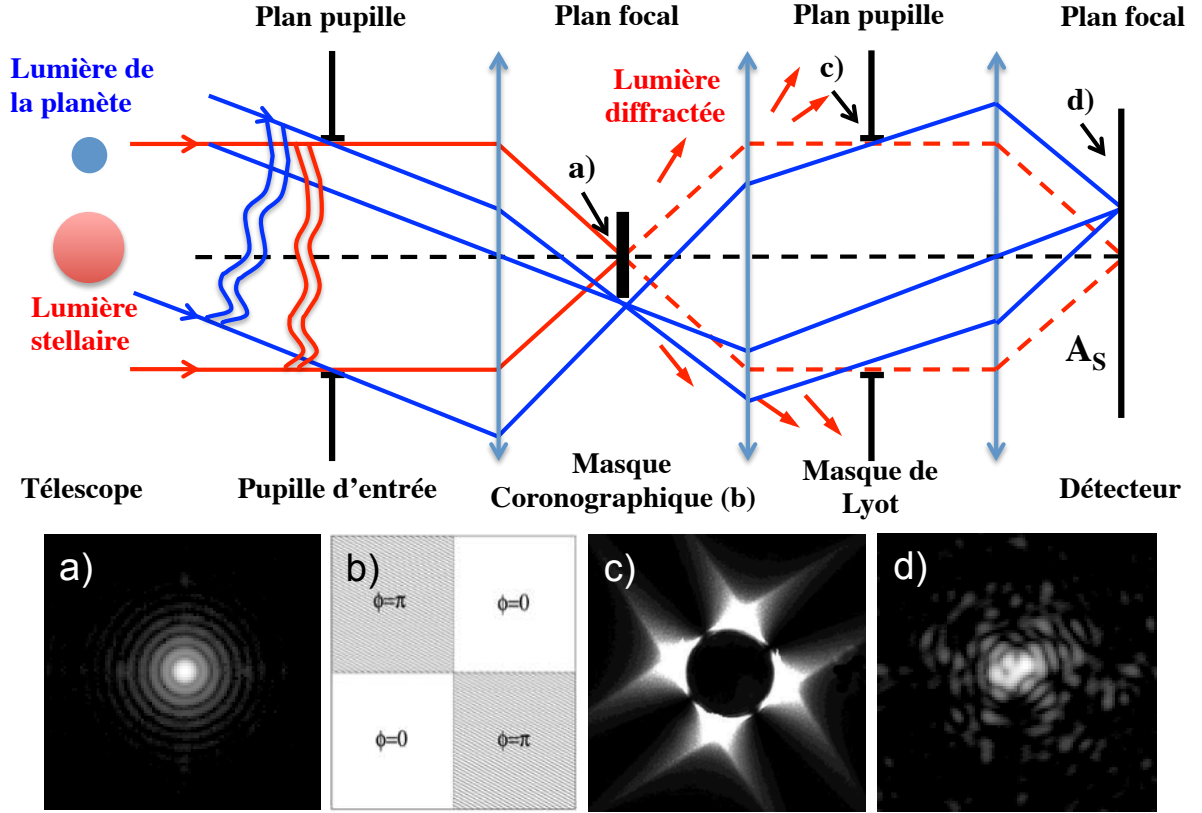 Plan pupille
Plan focal
Plan pupille
Plan focal
Lumière de
la planète
Lumière
diffractée
c)
d)
a)
Lumière
stellaire
A_S
Télescope
Pupille d'entrée
Masque
Coronographique (b)
Masque de
Lyot
Détecteur
a)
b)
ϕ=π
ϕ=0
ϕ=0
ϕ=π
c)
d)